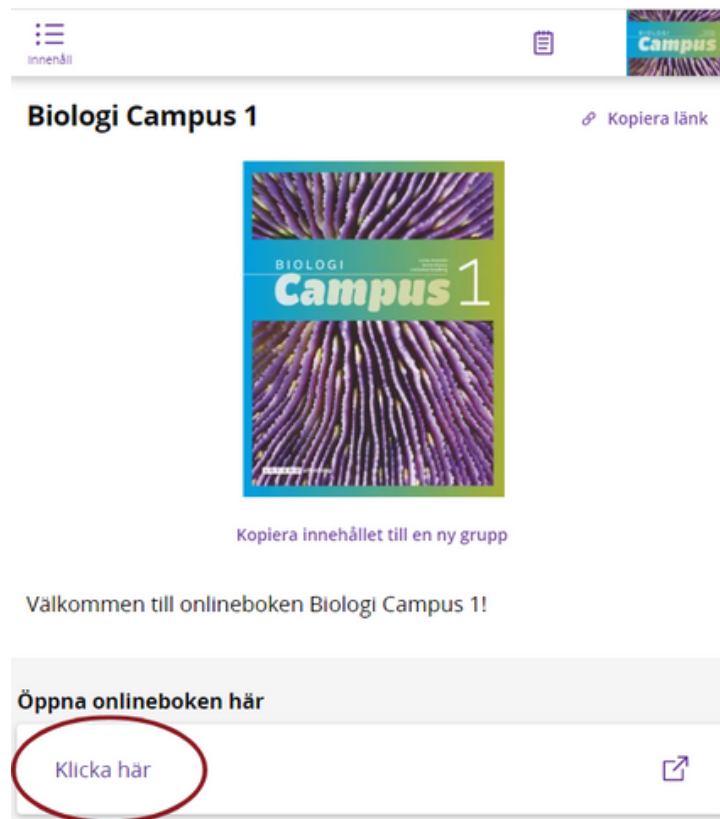 Innehåll
Campus
Biologi Campus 1
Kopiera länk
BIOLOGI
Campus 1
Kopiera innehållet till en ny grupp
Välkommen till onlineboken Biologi Campus 1!
Öppna onlineboken här
Klicka här